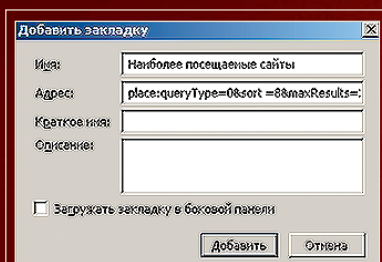 Добавить закладку
Имя: Наиболее посещаемые сайты
Адрес: place:queryType=0&sort =8&maxResults=
Краткое имя:
Описание:
Загружать закладку в боковой панели
Добавить Отмена